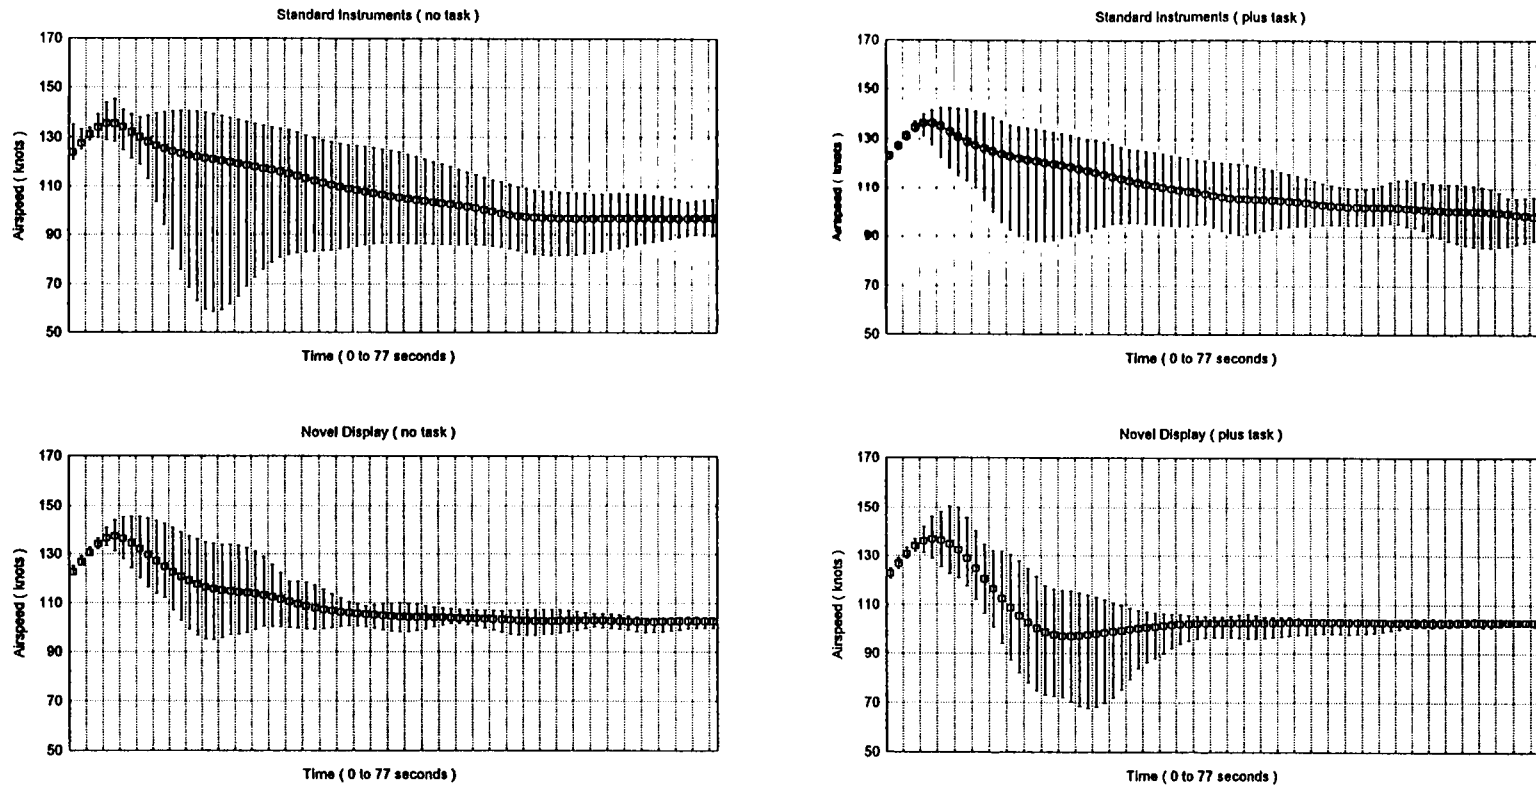 Standard Instruments ( no task )
170
150
130
110
90
70
50
Airspeed ( knots )
Time ( 0 to 77 seconds )
Standard Instruments ( plus task )
170
150
130
110
90
70
50
Airspeed ( knots )
Time ( 0 to 77 seconds )
Novel Display ( no task )
170
150
130
110
90
70
50
Airspeed ( knots )
Time ( 0 to 77 seconds )
Novel Display ( plus task )
170
150
130
110
90
70
50
Airspeed ( knots )
Time ( 0 to 77 seconds )